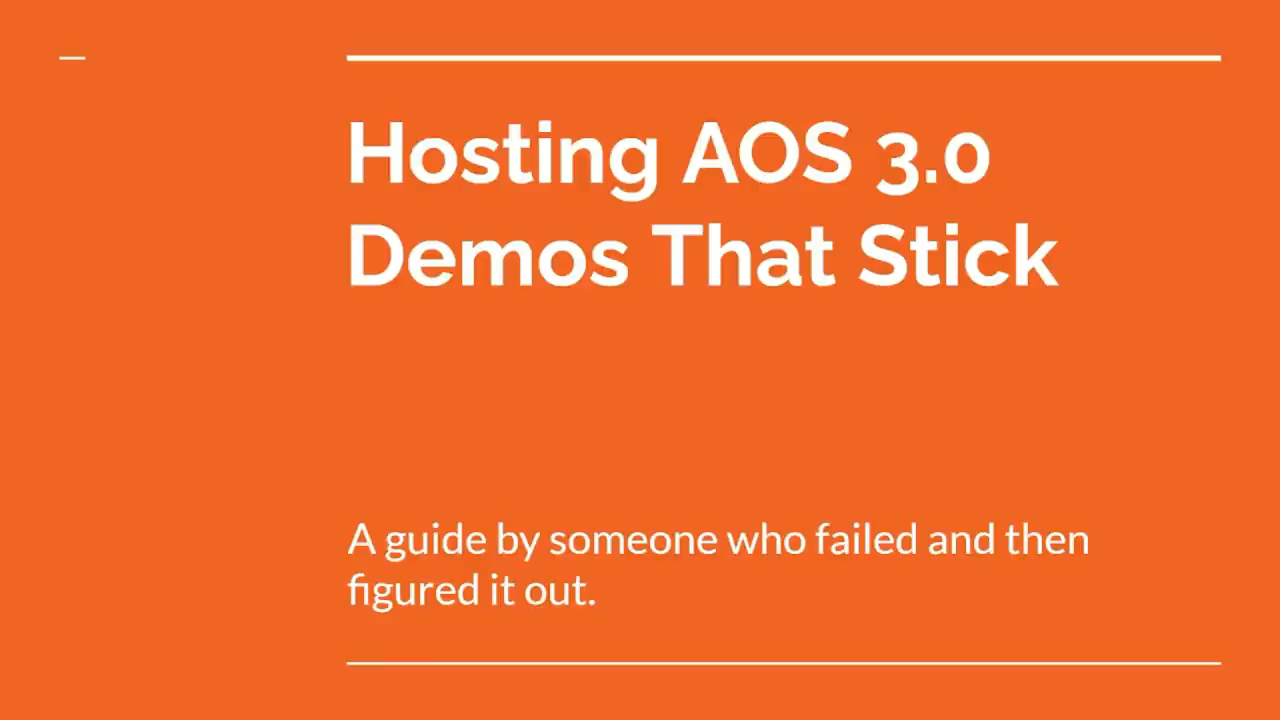 Hosting AOS 3.0
Demos That Stick
A guide by someone who failed and then
figured it out.